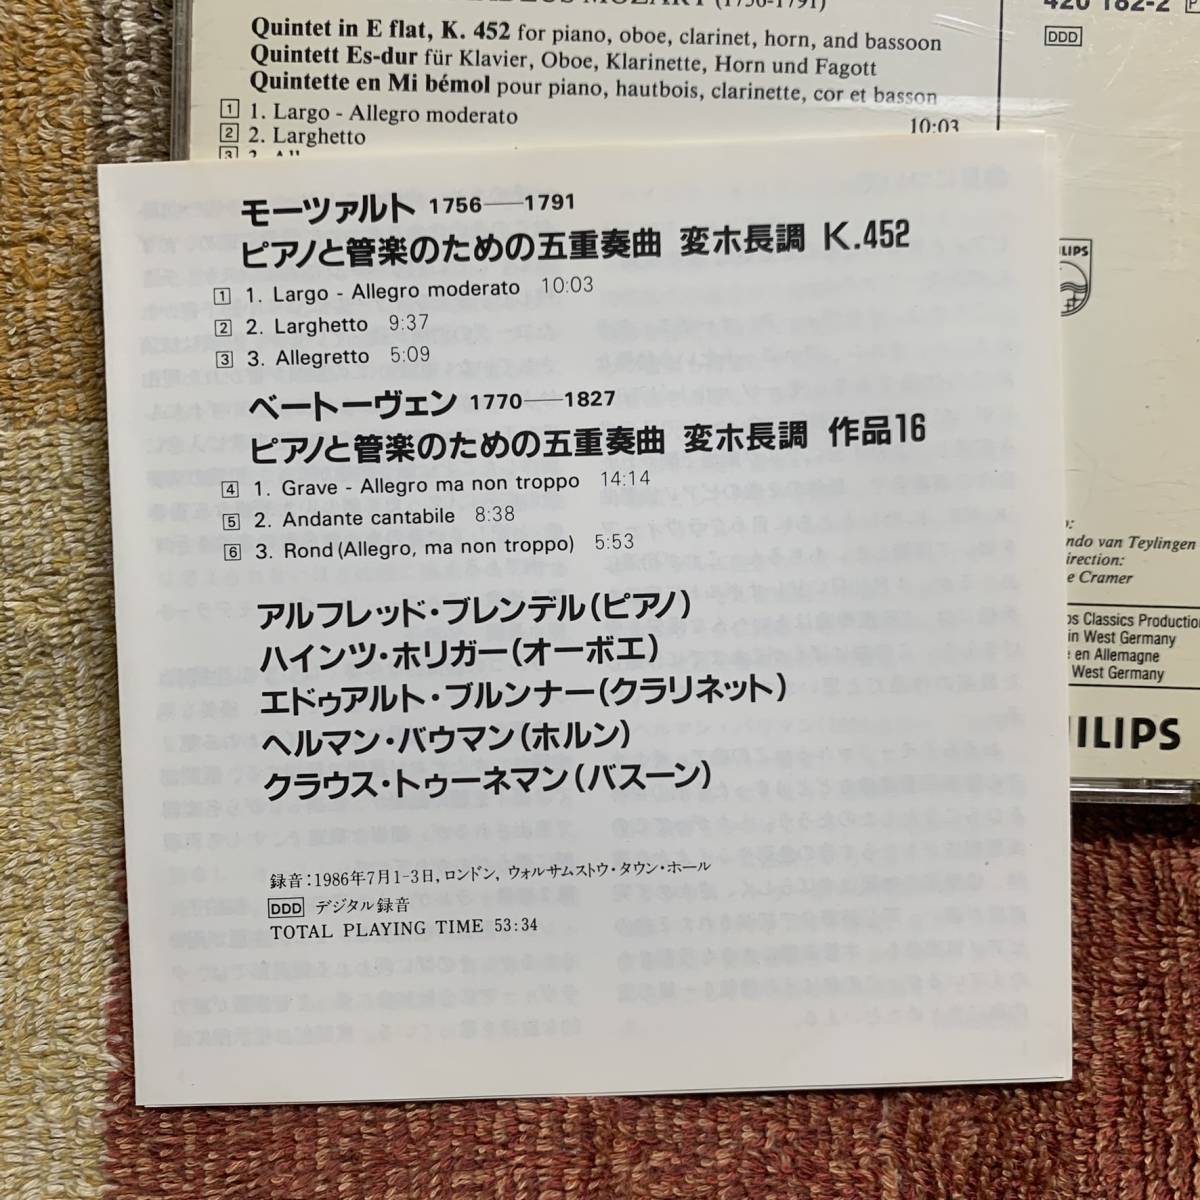 (1756-1791)
420 182-2
Quintet in E flat, K. 452 for piano, oboe, clarinet, horn, and bassoon
DDD
Quintett Es-dur für Klavier, Oboe, Klarinette, Horn und Fagott
Quintette en Mi bémol pour piano, hautbois, clarinette, cor et basson
1 1. Largo - Allegro moderato 10:03
2 2. Larghetto
3
モーツァルト 1756—1791
ピアノと管楽のための五重奏曲 変ホ長調 K.452
1 1. Largo - Allegro moderato 10:03
2 2. Larghetto 9:37
3 3. Allegretto 5:09
ベートーヴェン 1770—1827
ピアノと管楽のための五重奏曲 変ホ長調 作品16
4 1. Grave - Allegro ma non troppo 14:14
5 2. Andante cantabile 8:38
6 3. Rond (Allegro, ma non troppo) 5:53
アルフレッド・ブレンデル(ピアノ)
ハインツ・ホリガー(オーボエ)
エドゥアルト・ブルンナー(クラリネット)
ヘルマン・バウマン(ホルン)
クラウス・トゥーネマン(バスーン)
録音:1986年7月1-3日, ロンドン, ウォルサムストウ・タウン・ホール
DDD デジタル録音
TOTAL PLAYING TIME 53:34
ILIPS
ndo van Teylingen
irection:
e Cramer
s Classics Production
in West Germany
en Allemagne
West Germany
HILIPS